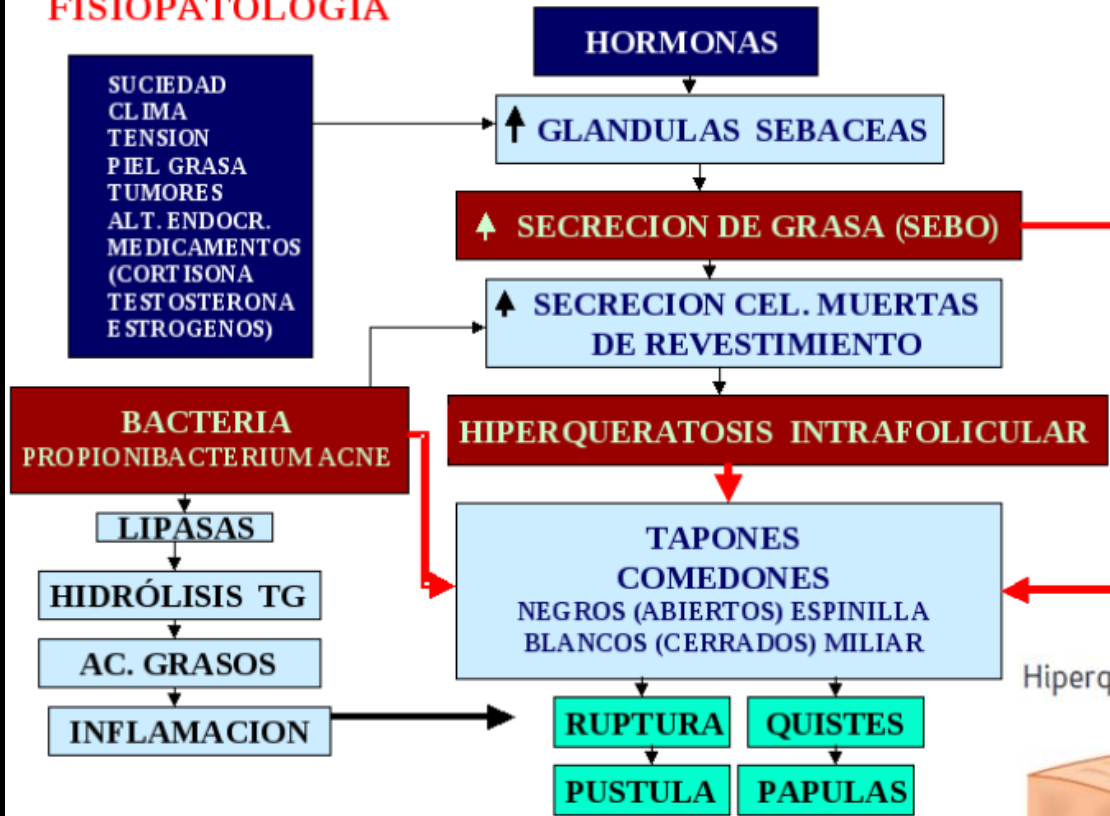 FISIOPATOLOGIA
HORMONAS
SUCIEDAD
CLIMA
TENSION
PIEL GRASA
TUMORES
ALT. ENDOCR.
MEDICAMENTOS
(CORTISONA
TESTOSTERONA
ESTROGENOS)
GLANDULAS SEBACEAS
SECRECION DE GRASA (SEBO)
SECRECION CEL. MUERTAS
DE REVESTIMIENTO
BACTERIA
PROPIONIBACTERIUM ACNE
HIPERQUERATOSIS INTRAFOLICULAR
LIPASAS
HIDRÓLISIS TG
AC. GRASOS
INFLAMACION
TAPONES
COMEDONES
NEGROS (ABIERTOS) ESPINILLA
BLANCOS (CERRADOS) MILIAR
RUPTURA
QUISTES
PUSTULA
PAPULAS